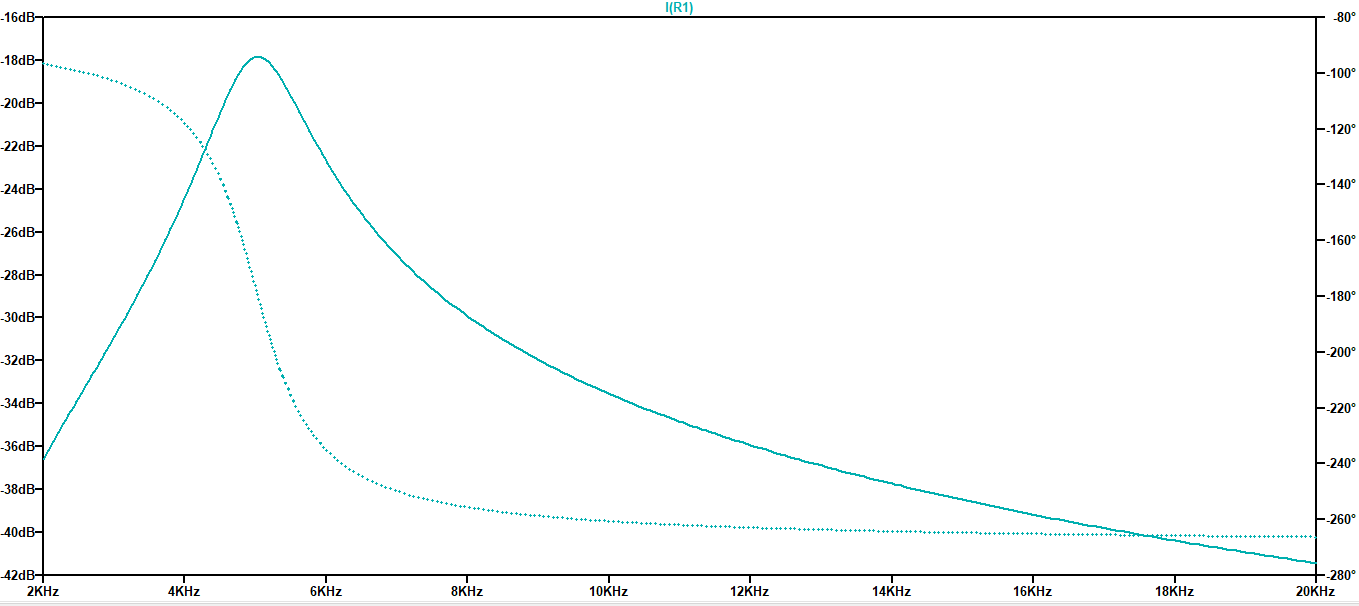 I(R1)
-16dB
-18dB
-20dB
-22dB
-24dB
-26dB
-28dB
-30dB
-32dB
-34dB
-36dB
-38dB
-40dB
-42dB
-80°
-100°
-120°
-140°
-160°
-180°
-200°
-220°
-240°
-260°
-280°
2KHz 4KHz 6KHz 8KHz 10KHz 12KHz 14KHz 16KHz 18KHz 20KHz